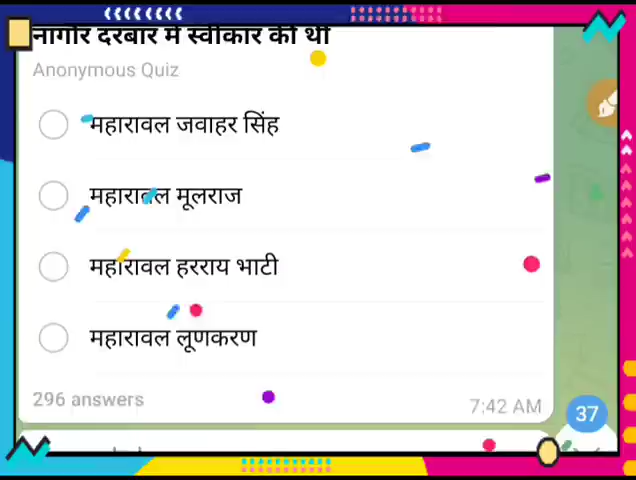 नागौर दरबार में स्वीकार की थी
Anonymous Quiz
महारावल जवाहर सिंह
महारावल मूलराज
महारावल हरराय भाटी
महारावल लूणकरण
296 answers
7:42 AM
37